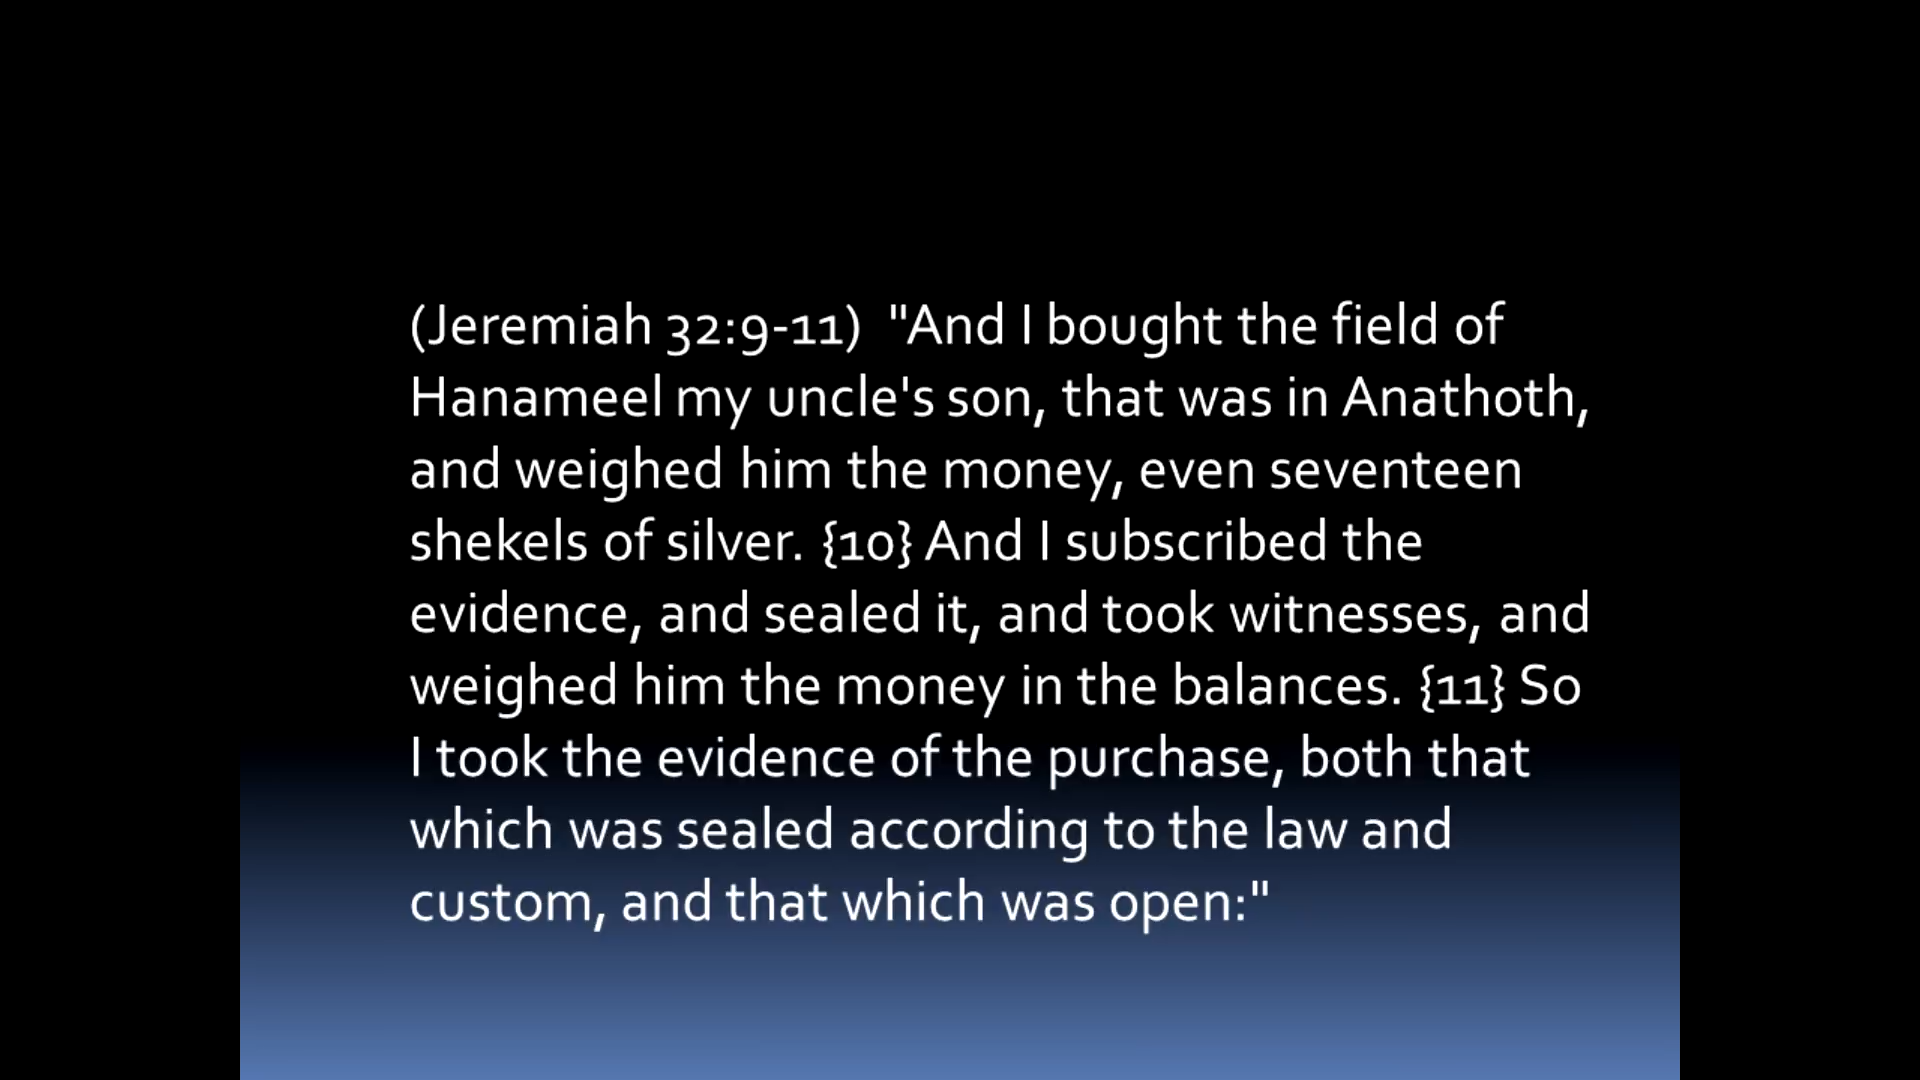 (Jeremiah 32:9-11)  "And I bought the field of
Hanameel my uncle's son, that was in Anathoth,
and weighed him the money, even seventeen
shekels of silver. {10} And I subscribed the
evidence, and sealed it, and took witnesses, and
weighed him the money in the balances. {11} So
I took the evidence of the purchase, both that
which was sealed according to the law and
custom, and that which was open:"